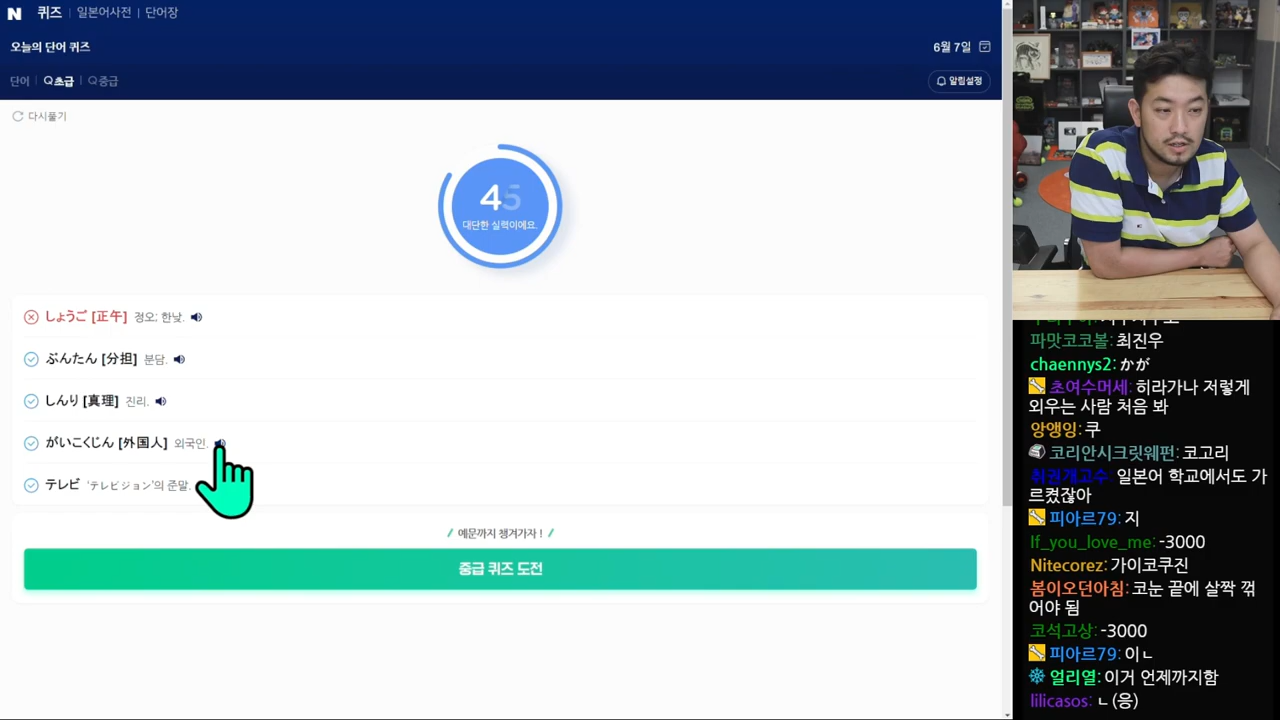 N 퀴즈 | 일본어사전 | 단어장
오늘의 단어 퀴즈
6월 7일
단어 초급 중급
알림설정
다시풀기
4 5
대단한 실력이에요.
しょうご [正午] 정오; 한낮.
ぶんたん [分担] 분담.
しんり [真理] 진리.
がいこくじん [外国人] 외국인.
テレビ 'テレビジョン'의 준말.
예문까지 챙겨가자 !
중급 퀴즈 도전
파맛코코볼: 최진우
chaennys2: かが
초여수머세: 히라가나 저렇게
외우는 사람 처음 봐
앙앵잉: 쿠
코리안시크릿웨펀: 코고리
취권개고수: 일본어 학교에서도 가
르켰잖아
피아르79: 지
If_you_love_me: -3000
Nitecorez: 가이코쿠진
봄이오던아침: 코눈 끝에 살짝 꺾
어야 됨
코석고상: -3000
피아르79: 이ㄴ
얼리열: 이거 언제까지함
lilicasos: ㄴ(응)